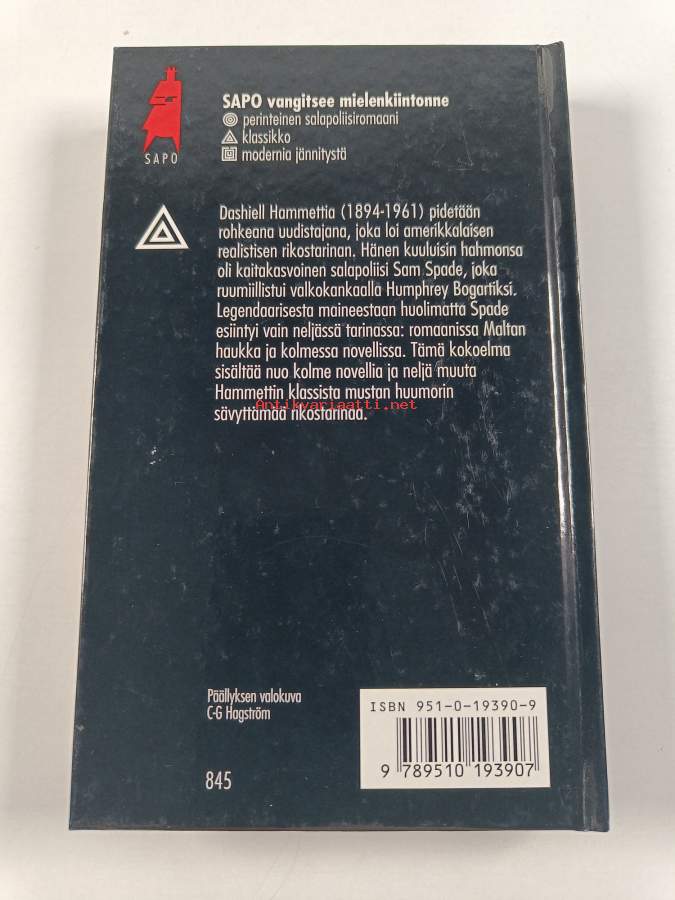 SAPO
SAPO vangitsee mielenkiintonne
perinteinen salapoliisiromaani
klassikko
modernia jännitystä
Dashiell Hammettia (1894-1961) pidetään
rohkeana uudistajana, joka loi amerikkalaisen
realistisen rikostarinan. Hänen kuuluisin hahmonsa
oli kaitakasvoinen salapoliisi Sam Spade, joka
ruumiillistui valkokankaalla Humphrey Bogartiksi.
Legendaarisesta maineestaan huolimatta Spade
esiintyi vain neljässä tarinassa: romaanissa Maltan
haukka ja kolmessa novellissa. Tämä kokoelma
sisältää nuo kolme novellia ja neljä muuta
Hammettin klassista mustan huumorin
Antikvariaatti.net
sävyttämää rikostarinaa.
Päällyksen valokuva
C-G Hagström
845
ISBN 951-0-19390-9
9 789510 193907